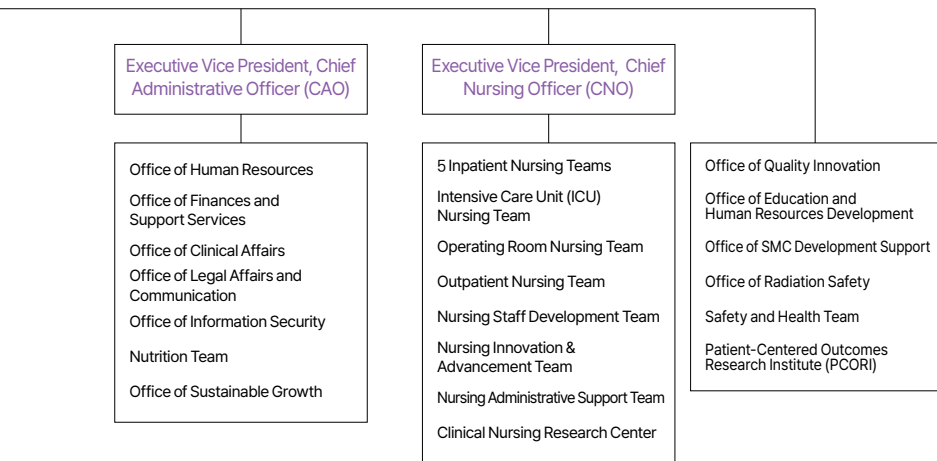 Executive Vice President, Chief
Administrative Officer (CAO)
Office of Human Resources
Office of Finances and
Support Services
Office of Clinical Affairs
Office of Legal Affairs and
Communication
Office of Information Security
Nutrition Team
Office of Sustainable Growth
Executive Vice President, Chief
Nursing Officer (CNO)
5 Inpatient Nursing Teams
Intensive Care Unit (ICU)
Nursing Team
Operating Room Nursing Team
Outpatient Nursing Team
Nursing Staff Development Team
Nursing Innovation &
Advancement Team
Nursing Administrative Support Team
Clinical Nursing Research Center
Office of Quality Innovation
Office of Education and
Human Resources Development
Office of SMC Development Support
Office of Radiation Safety
Safety and Health Team
Patient-Centered Outcomes
Research Institute (PCORI)